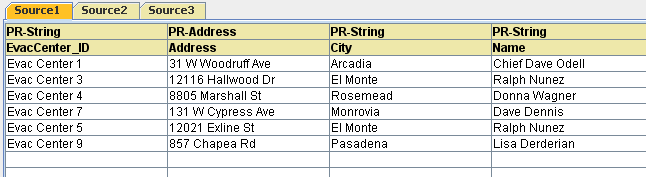 Source1 Source2 Source3
PR-String PR-Address PR-String PR-String
EvacCenter_ID Address City Name
Evac Center 1 31 W Woodruff Ave Arcadia Chief Dave Odell
Evac Center 3 12116 Hallwood Dr El Monte Ralph Nunez
Evac Center 4 8805 Marshall St Rosemead Donna Wagner
Evac Center 7 131 W Cypress Ave Monrovia Dave Dennis
Evac Center 5 12021 Exline St El Monte Ralph Nunez
Evac Center 9 857 Chapea Rd Pasadena Lisa Derderian